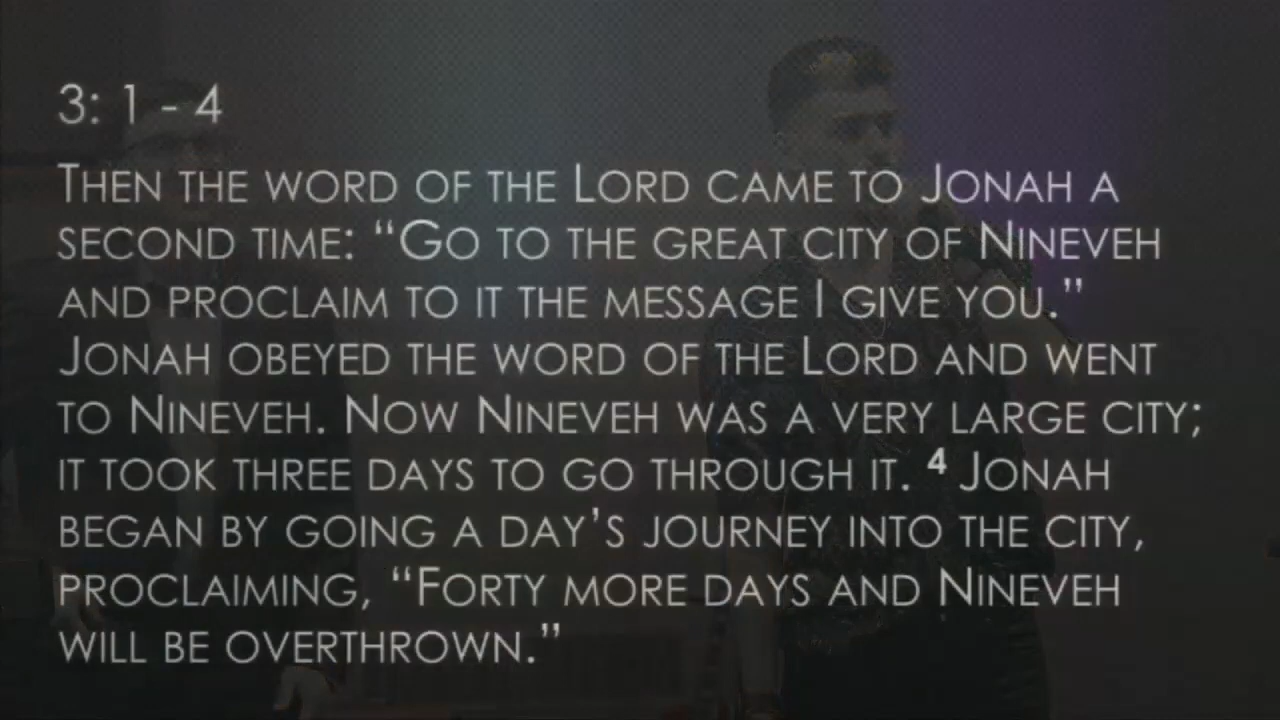 3: 1 - 4
Then the word of the Lord came to Jonah a
second time: “Go to the great city of Nineveh
and proclaim to it the message I give you.”
Jonah obeyed the word of the Lord and went
to Nineveh. Now Nineveh was a very large city;
it took three days to go through it. 4 Jonah
began by going a day’s journey into the city,
proclaiming, “Forty more days and Nineveh
will be overthrown.”